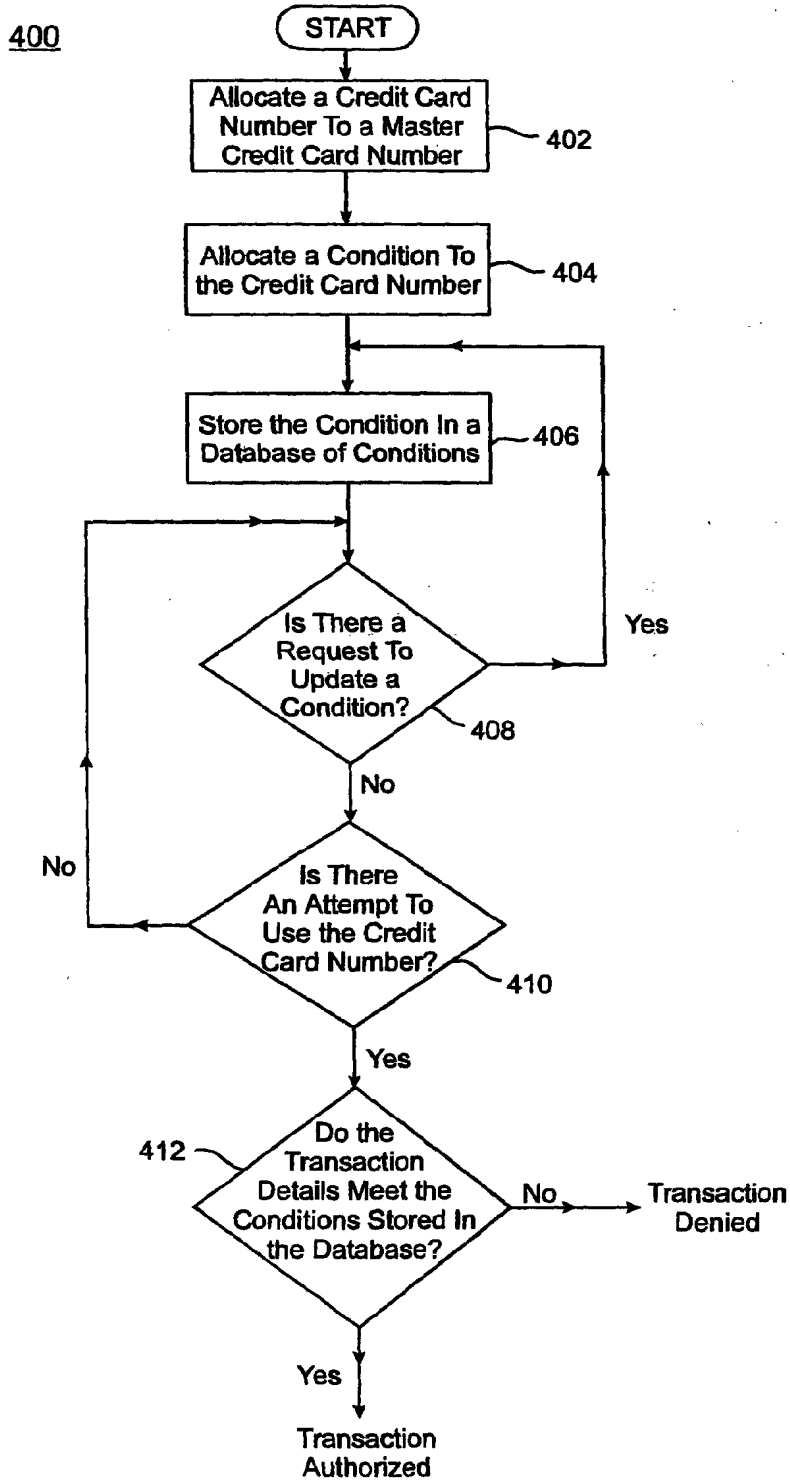 400
START
Allocate a Credit Card
Number To a Master
Credit Card Number
402
Allocate a Condition To
the Credit Card Number
404
Store the Condition In a
Database of Conditions
406
Is There a
Request To
Update a
Condition?
408
Yes
No
Is There
An Attempt To
Use the Credit
Card Number?
410
No
Yes
412
Do the
Transaction
Details Meet the
Conditions Stored In
the Database?
No
Transaction
Denied
Yes
Transaction
Authorized